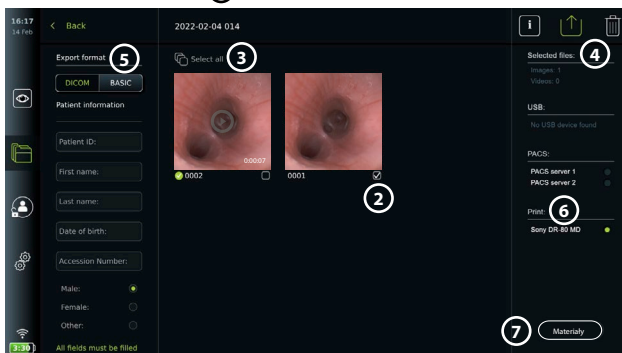 16:17
14 Feb
Back
2022-02-04 014
i
Export format
5
DICOM
BASIC
Patient information
Patient ID:
First name:
Last name:
Date of birth:
Accession Number:
Male:
Female:
Other:
All fields must be filled
3:30
Select all
3
0:00:07
0002
0001
2
Selected files:
4
Images: 1
Videos: 0
USB:
No USB device found
PACS:
PACS server 1
PACS server 2
Print:
6
Sony DR-80 MD
7
Materiały